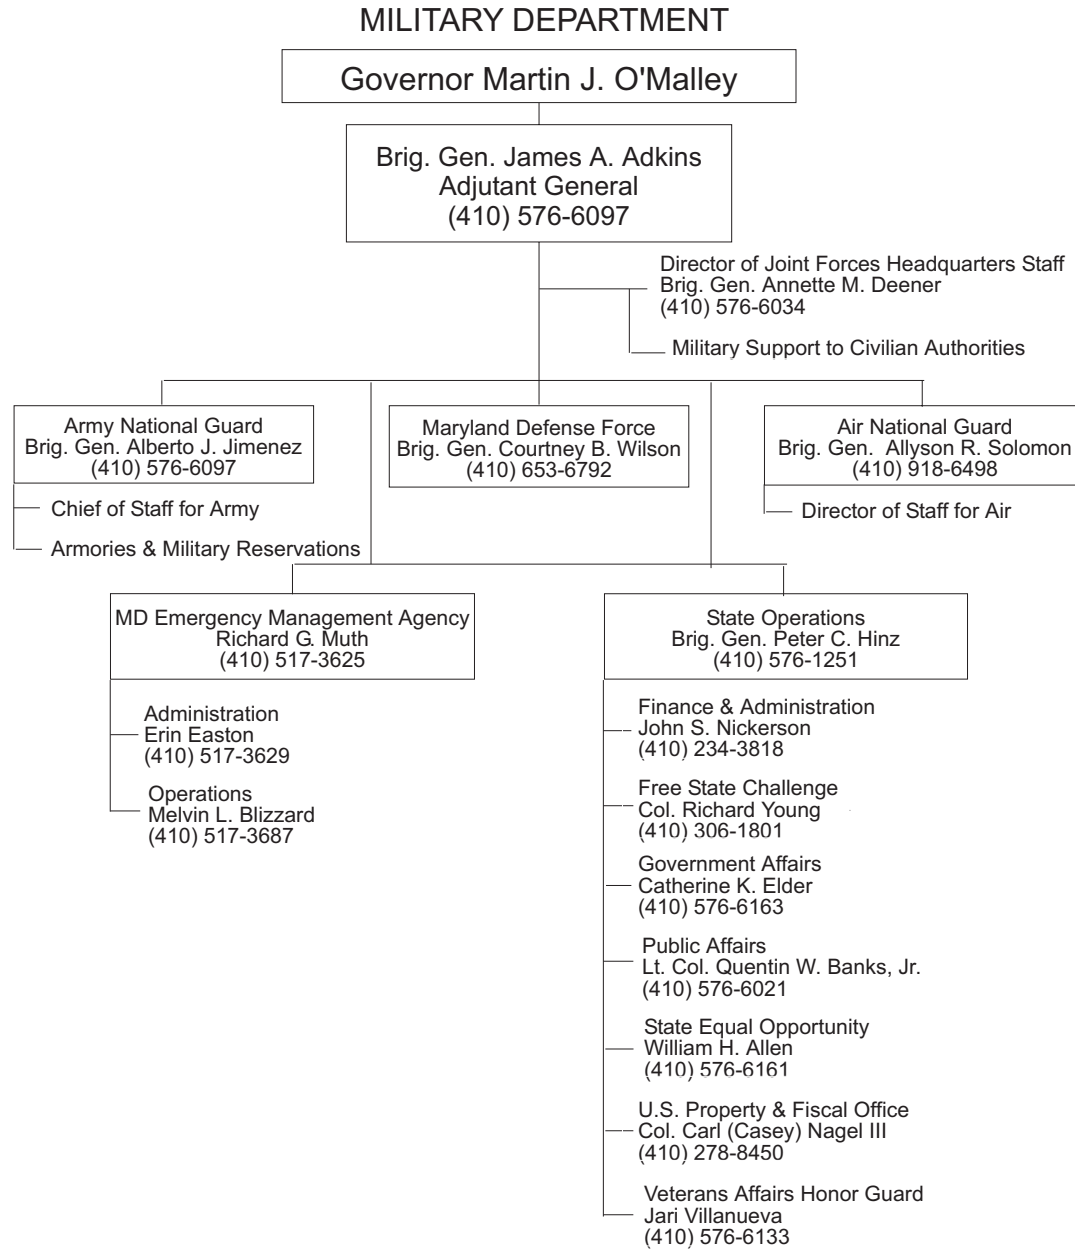 MILITARY DEPARTMENT
Governor Martin J. O'Malley
Brig. Gen. James A. Adkins
Adjutant General
(410) 576-6097
Director of Joint Forces Headquarters Staff
Brig. Gen. Annette M. Deener
(410) 576-6034
Military Support to Civilian Authorities
Army National Guard
Brig. Gen. Alberto J. Jimenez
(410) 576-6097
Chief of Staff for Army
Armories & Military Reservations
Maryland Defense Force
Brig. Gen. Courtney B. Wilson
(410) 653-6792
Air National Guard
Brig. Gen. Allyson R. Solomon
(410) 918-6498
Director of Staff for Air
MD Emergency Management Agency
Richard G. Muth
(410) 517-3625
Administration
Erin Easton
(410) 517-3629
Operations
Melvin L. Blizzard
(410) 517-3687
State Operations
Brig. Gen. Peter C. Hinz
(410) 576-1251
Finance & Administration
John S. Nickerson
(410) 234-3818
Free State Challenge
Col. Richard Young
(410) 306-1801
Government Affairs
Catherine K. Elder
(410) 576-6163
Public Affairs
Lt. Col. Quentin W. Banks, Jr.
(410) 576-6021
State Equal Opportunity
William H. Allen
(410) 576-6161
U.S. Property & Fiscal Office
Col. Carl (Casey) Nagel III
(410) 278-8450
Veterans Affairs Honor Guard
Jari Villanueva
(410) 576-6133